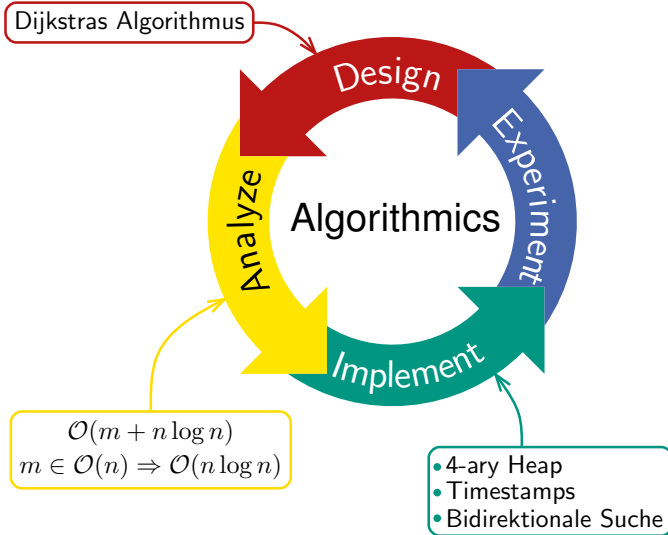 Dijkstras Algorithmus
Design
Experiment
Analyze
Algorithmics
Implement
𝒪(m + n log n)
m ∈ 𝒪(n) ⇒ 𝒪(n log n)
• 4-ary Heap
• Timestamps
• Bidirektionale Suche